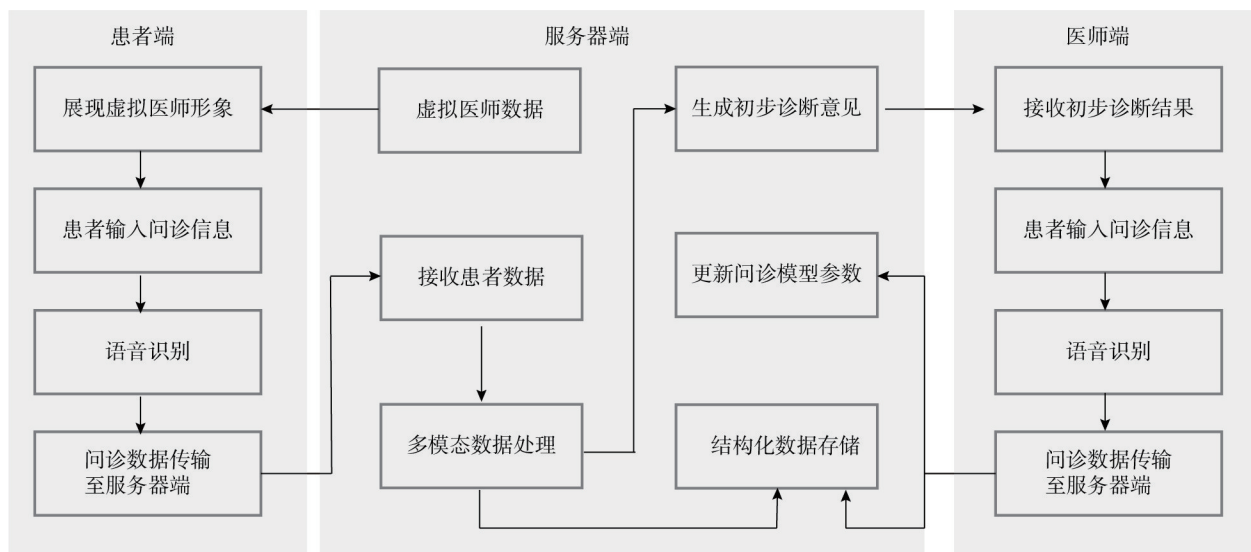 患者端
展现虚拟医师形象
患者输入问诊信息
语音识别
问诊数据传输
至服务器端
服务器端
虚拟医师数据
生成初步诊断意见
接收患者数据
更新问诊模型参数
多模态数据处理
结构化数据存储
医师端
接收初步诊断结果
患者输入问诊信息
语音识别
问诊数据传输
至服务器端